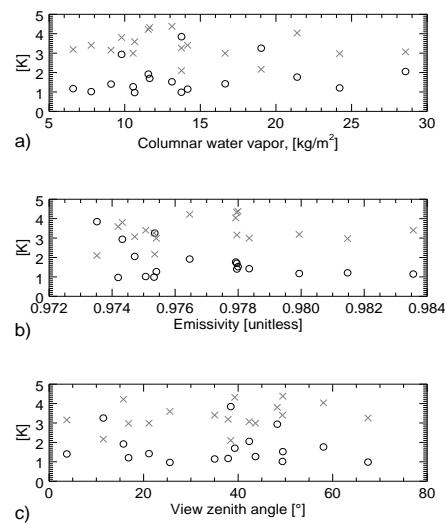 5
4
3
2
1
0
[K]
5 10 15 20 25 30
a) Columnar water vapor, [kg/m²]
5
4
3
2
1
0
[K]
0.972 0.974 0.976 0.978 0.980 0.982 0.984
b) Emissivity [unitless]
5
4
3
2
1
0
[K]
0 20 40 60 80
c) View zenith angle [°]